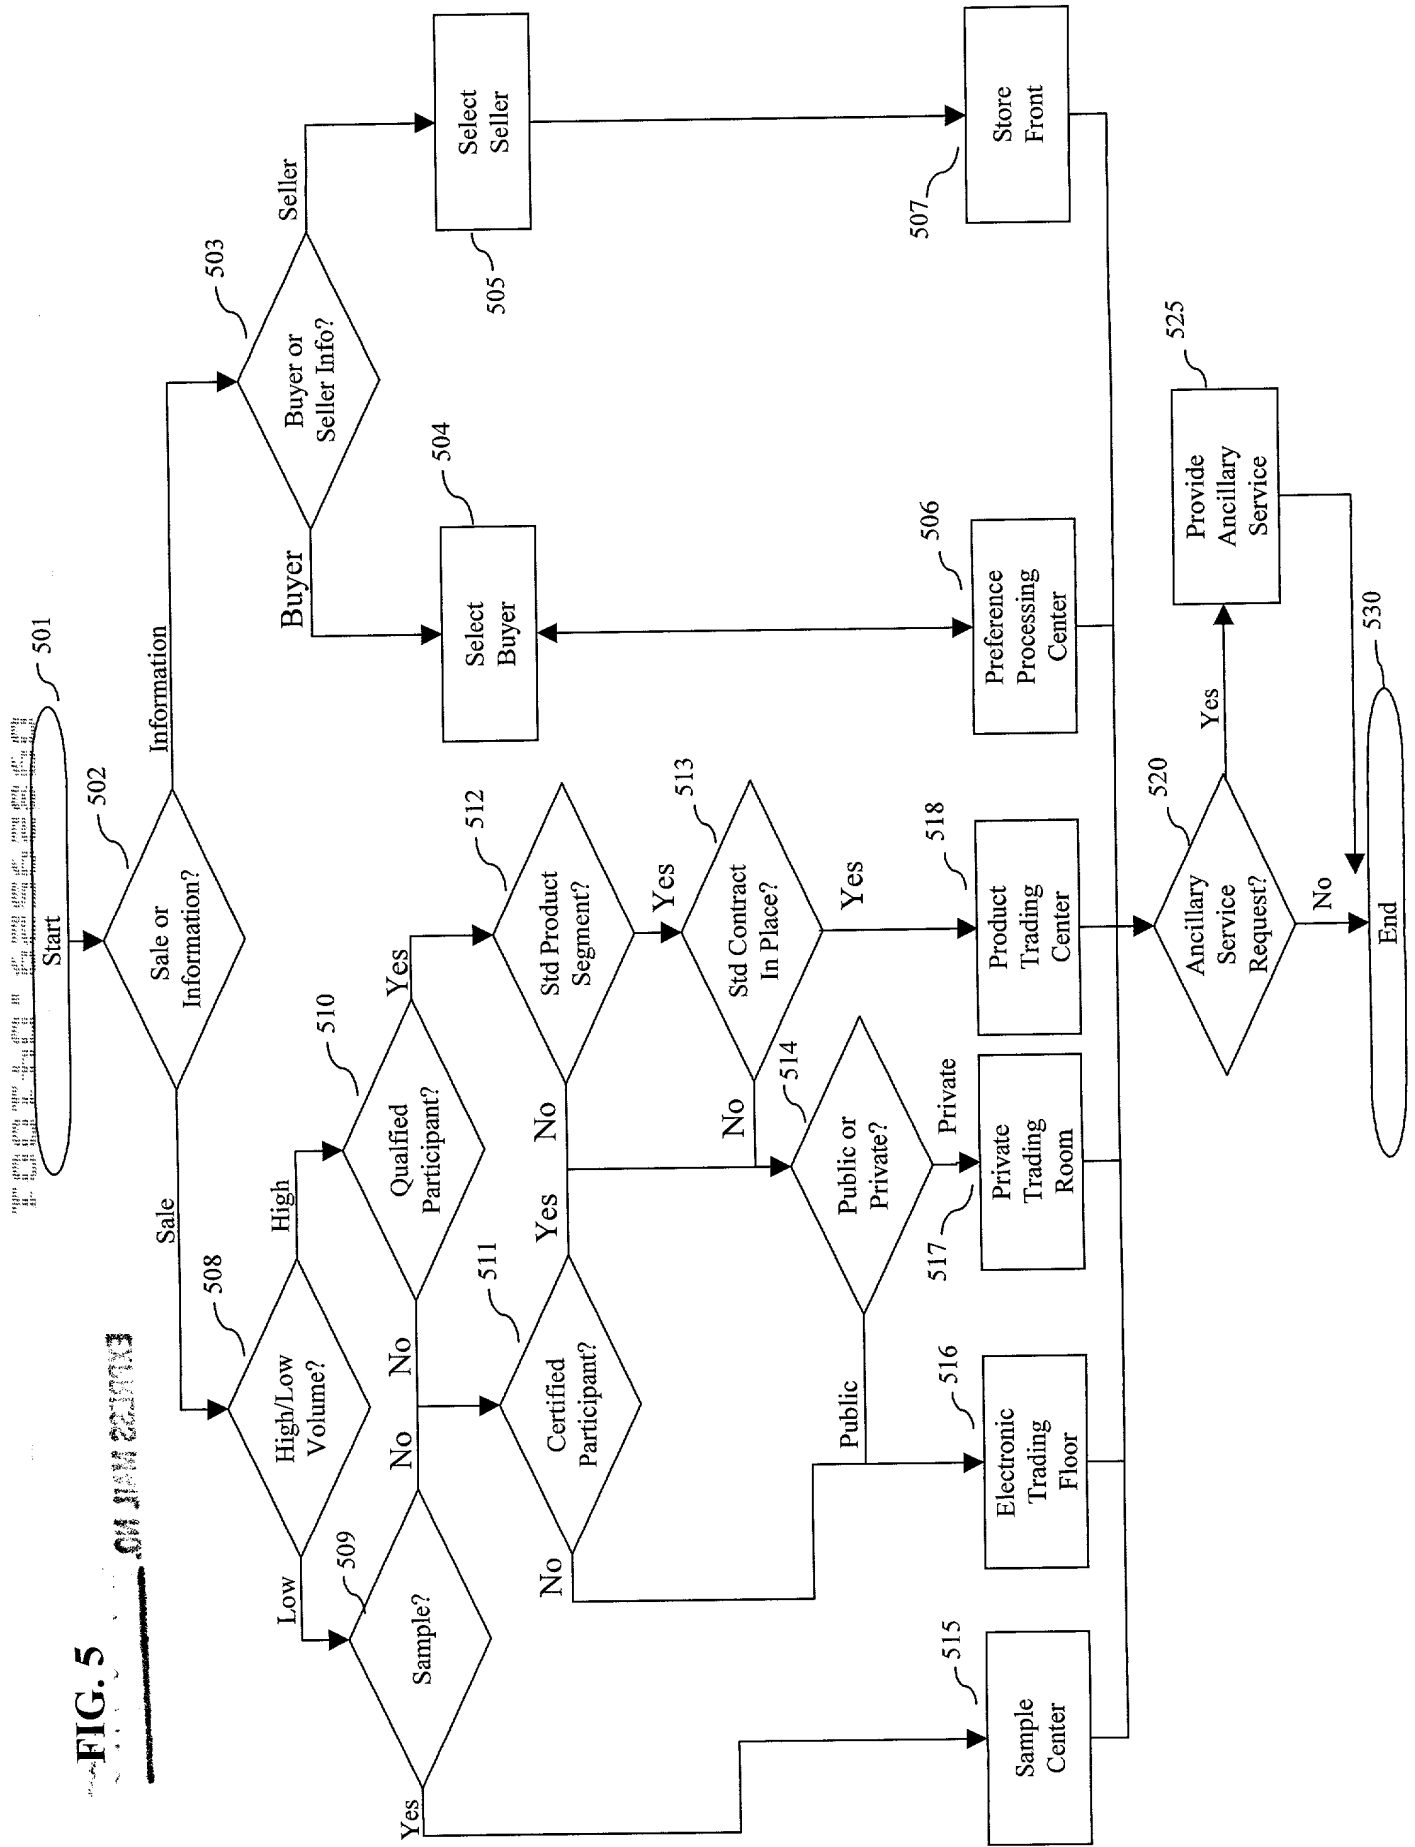 FIG. 5
EXPRESS MAIL NO.
Start
501
Sale or
Information?
502
Sale
Information
High/Low
Volume?
508
Low
High
Buyer or
Seller Info?
503
Buyer
Seller
Sample?
509
Yes
No
Qualfied
Participant?
510
No
Yes
Select
Buyer
504
Select
Seller
505
Certified
Participant?
511
No
Yes
Std Product
Segment?
512
No
Yes
Std Contract
In Place?
513
No
Yes
Public or
Private?
514
Public
Private
Sample
Center
515
Electronic
Trading
Floor
516
Private
Trading
Room
517
Product
Trading
Center
518
Preference
Processing
Center
506
Store
Front
507
Ancillary
Service
Request?
520
Yes
No
Provide
Ancillary
Service
525
End
530